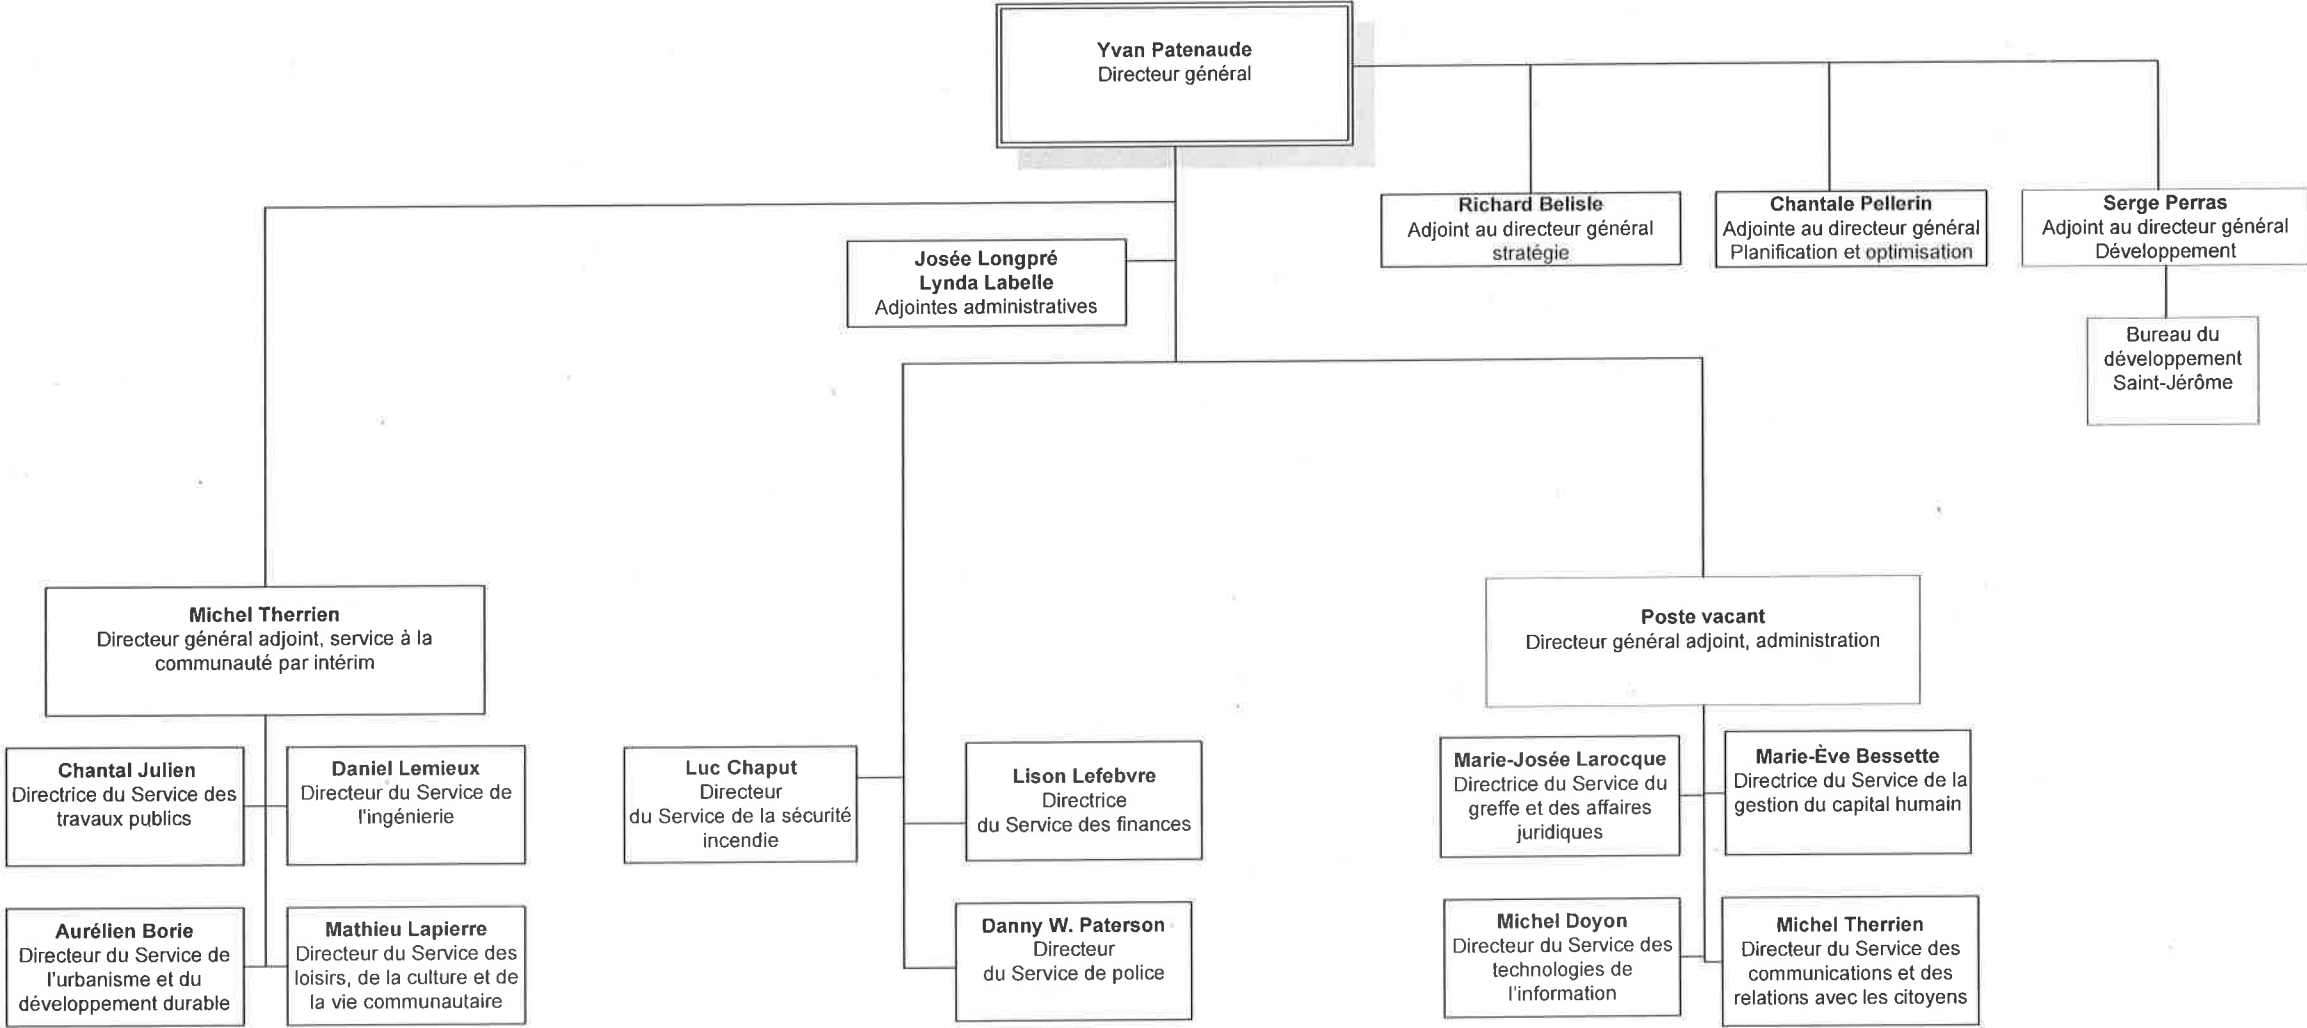 Yvan Patenaude
Directeur général
Richard Belisle
Adjoint au directeur général
stratégie
Chantale Pellerin
Adjointe au directeur général
Planification et optimisation
Serge Perras
Adjoint au directeur général
Développement
Josée Longpré
Lynda Labelle
Adjointes administratives
Bureau du
développement
Saint-Jérôme
Michel Therrien
Directeur général adjoint, service à la
communauté par intérim
Poste vacant
Directeur général adjoint, administration
Chantal Julien
Directrice du Service des
travaux publics
Daniel Lemieux
Directeur du Service de
l'ingénierie
Luc Chaput
Directeur
du Service de la sécurité
incendie
Lison Lefebvre
Directrice
du Service des finances
Marie-Josée Larocque
Directrice du Service du
greffe et des affaires
juridiques
Marie-Ève Bessette
Directrice du Service de la
gestion du capital humain
Aurélien Borie
Directeur du Service de
l'urbanisme et du
développement durable
Mathieu Lapierre
Directeur du Service des
loisirs, de la culture et de
la vie communautaire
Danny W. Paterson
Directeur
du Service de police
Michel Doyon
Directeur du Service des
technologies de
l'information
Michel Therrien
Directeur du Service des
communications et des
relations avec les citoyens